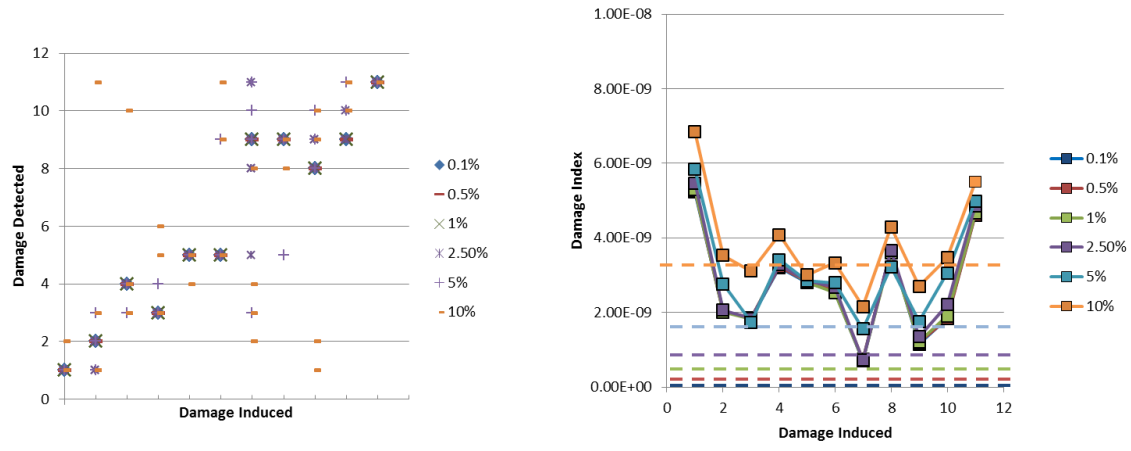 12
10
8
6
4
2
0
Damage Detected
Damage Induced
0.1%
0.5%
1%
2.50%
5%
10%
1.00E-08
8.00E-09
6.00E-09
4.00E-09
2.00E-09
0.00E+00
Damage Index
0 2 4 6 8 10 12
Damage Induced
0.1%
0.5%
1%
2.50%
5%
10%